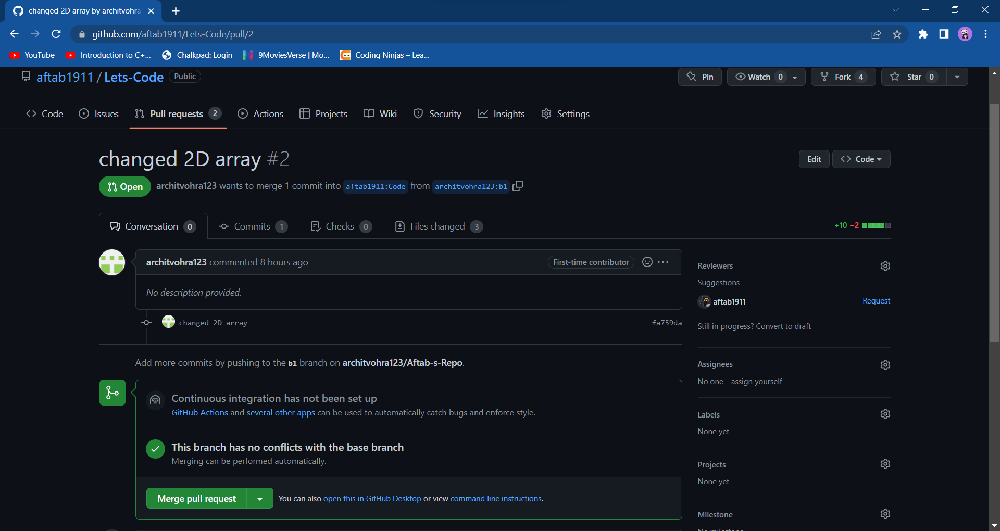 changed 2D array by architvohra
github.com/aftab1911/Lets-Code/pull/2
YouTube Introduction to C+... Chalkpad: Login 9MoviesVerse | Mo... Coding Ninjas – Lea...
aftab1911 / Lets-Code Public Pin Watch 0 Fork 4 Star 0
Code Issues Pull requests 2 Actions Projects Wiki Security Insights Settings
changed 2D array #2 Edit Code
Open architvohra123 wants to merge 1 commit into aftab1911:Code from architvohra123:b1
Conversation 0 Commits 1 Checks 0 Files changed 3 +10 −2
architvohra123 commented 8 hours ago First-time contributor
No description provided.
changed 2D array fa759da
Add more commits by pushing to the b1 branch on architvohra123/Aftab-s-Repo.
Continuous integration has not been set up
GitHub Actions and several other apps can be used to automatically catch bugs and enforce style.
This branch has no conflicts with the base branch
Merging can be performed automatically.
Merge pull request You can also open this in GitHub Desktop or view command line instructions.
Reviewers
Suggestions
aftab1911 Request
Still in progress? Convert to draft
Assignees
No one—assign yourself
Labels
None yet
Projects
None yet
Milestone
No milestone